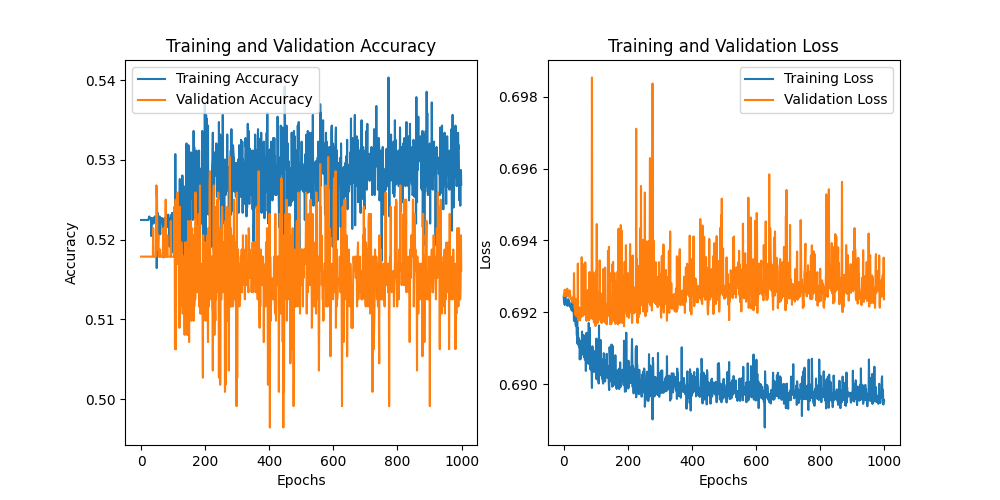 Training and Validation Accuracy
Training Accuracy
Validation Accuracy
0.54
0.53
0.52
0.51
0.50
Accuracy
0
200
400
600
800
1000
Epochs
Training and Validation Loss
Training Loss
Validation Loss
0.698
0.696
0.694
0.692
0.690
Loss
0
200
400
600
800
1000
Epochs